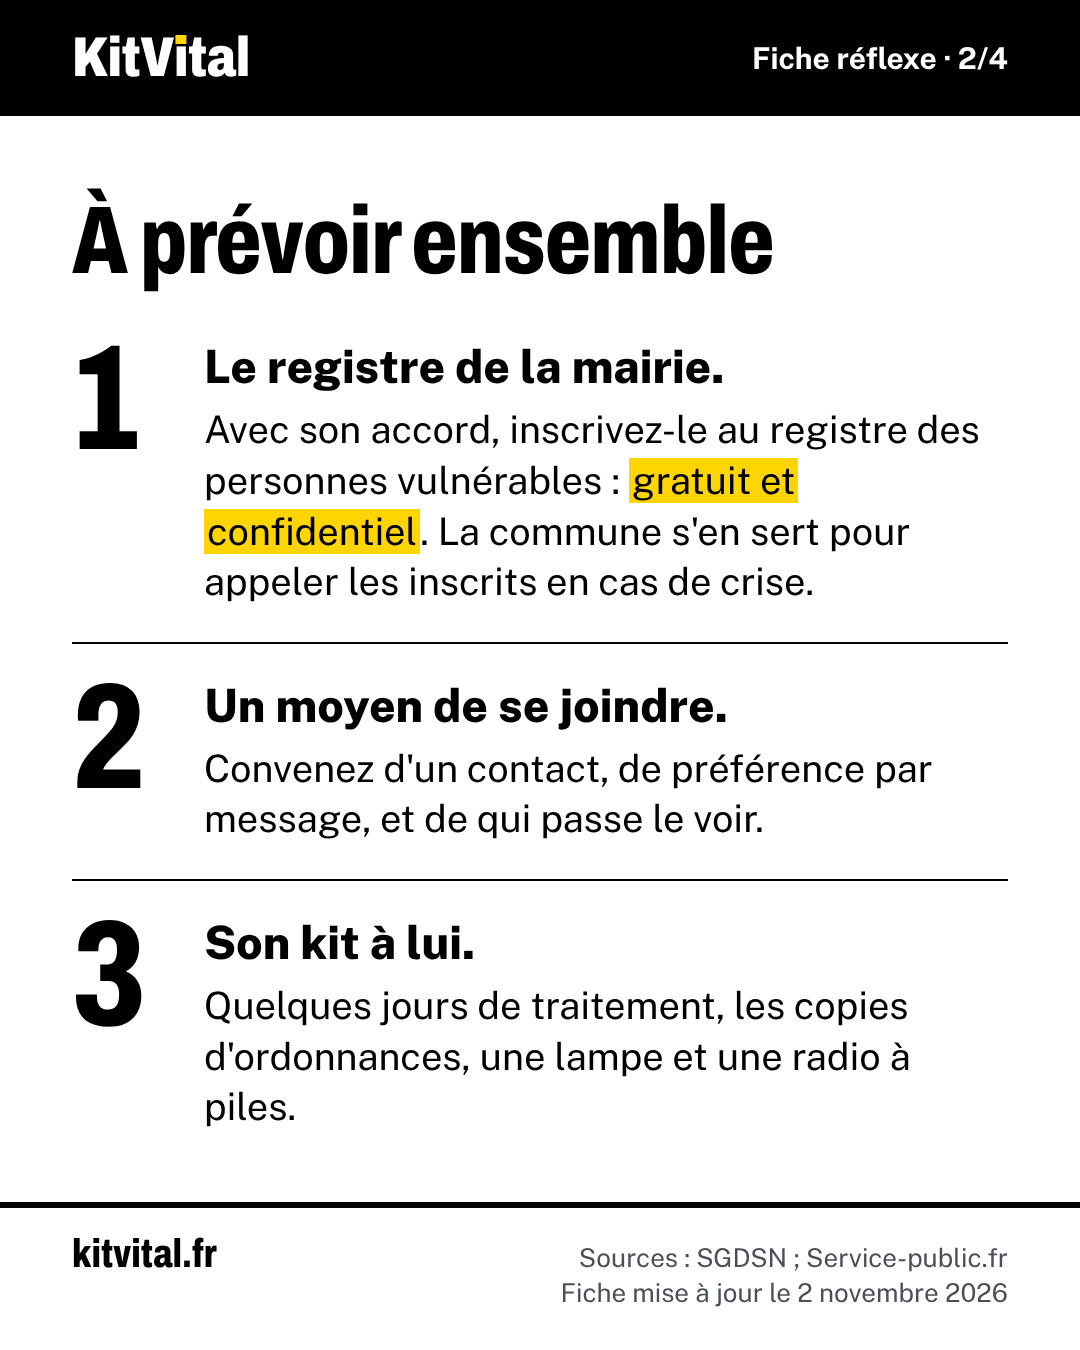 KitVital
Fiche réflexe · 2/4
À prévoir ensemble
1
Le registre de la mairie.
Avec son accord, inscrivez-le au registre des
personnes vulnérables : gratuit et
confidentiel. La commune s'en sert pour
appeler les inscrits en cas de crise.
2
Un moyen de se joindre.
Convenez d'un contact, de préférence par
message, et de qui passe le voir.
3
Son kit à lui.
Quelques jours de traitement, les copies
d'ordonnances, une lampe et une radio à
piles.
kitvital.fr
Sources : SGDSN ; Service-public.fr
Fiche mise à jour le 2 novembre 2026